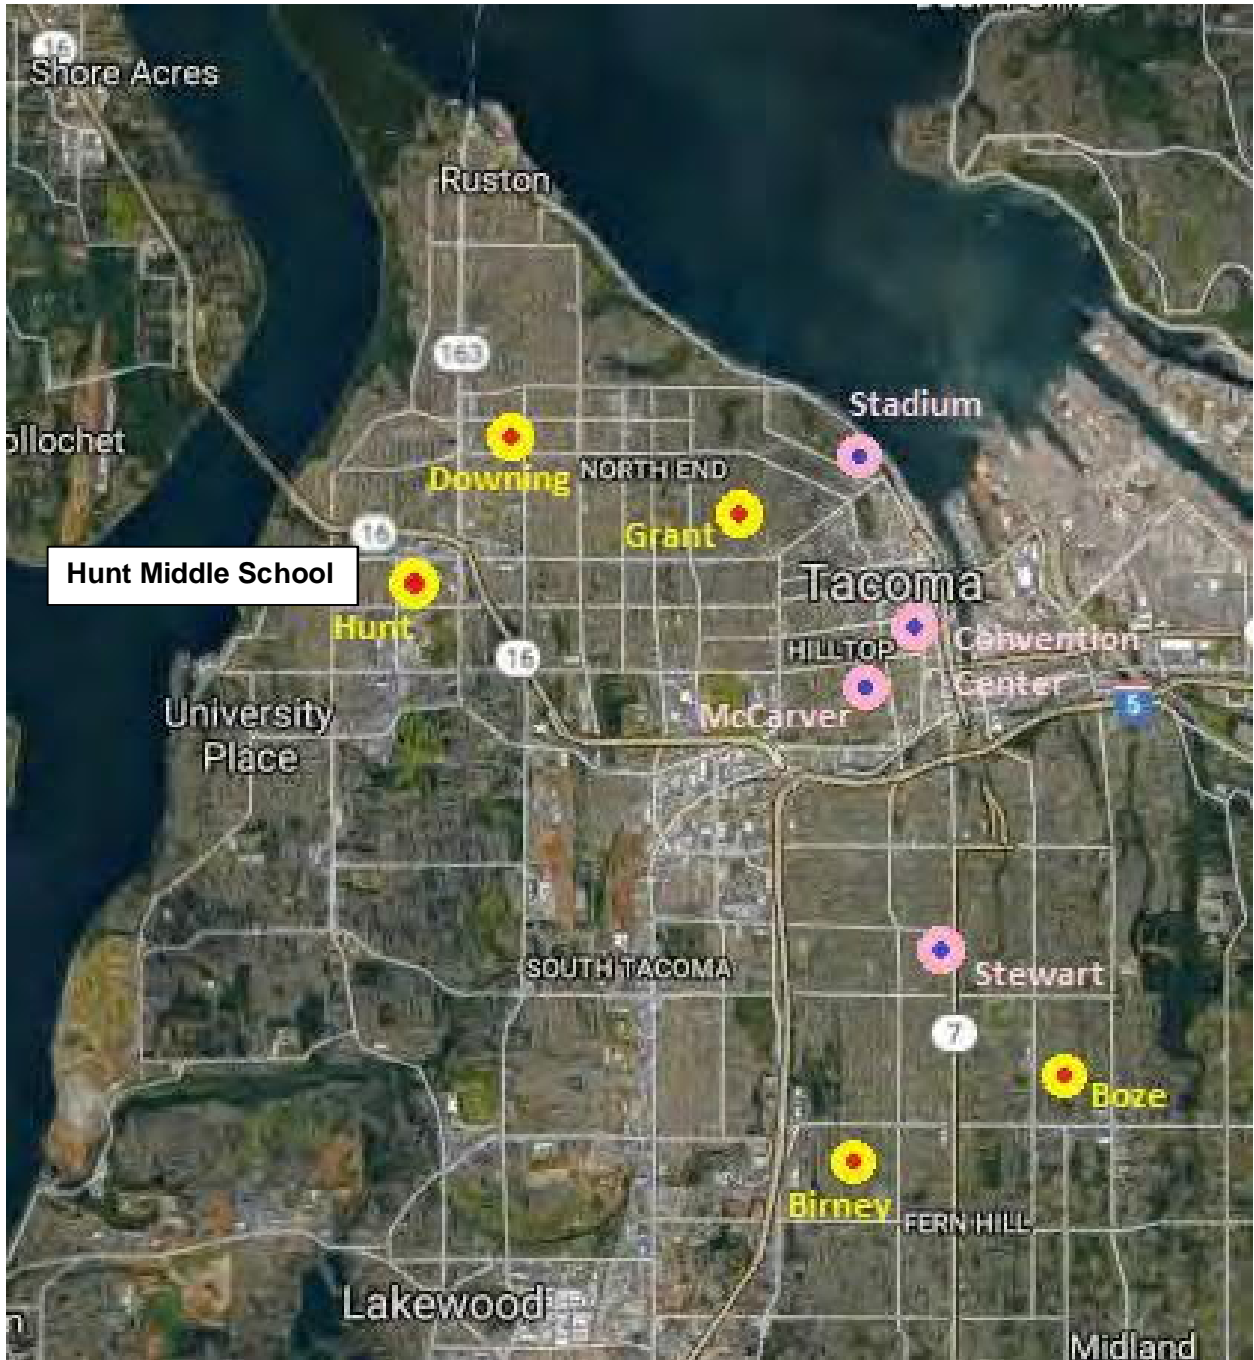 16
Shore Acres
Ruston
163
Stadium
ollochet
Downing
NORTH END
Grant
16
Hunt Middle School
Tacoma
Hunt
Convention
HILLTOP
16
Center
McCarver
5
University
Place
SOUTH TACOMA
Stewart
7
Boze
Birney
FERN HILL
Lakewood
n
Midland